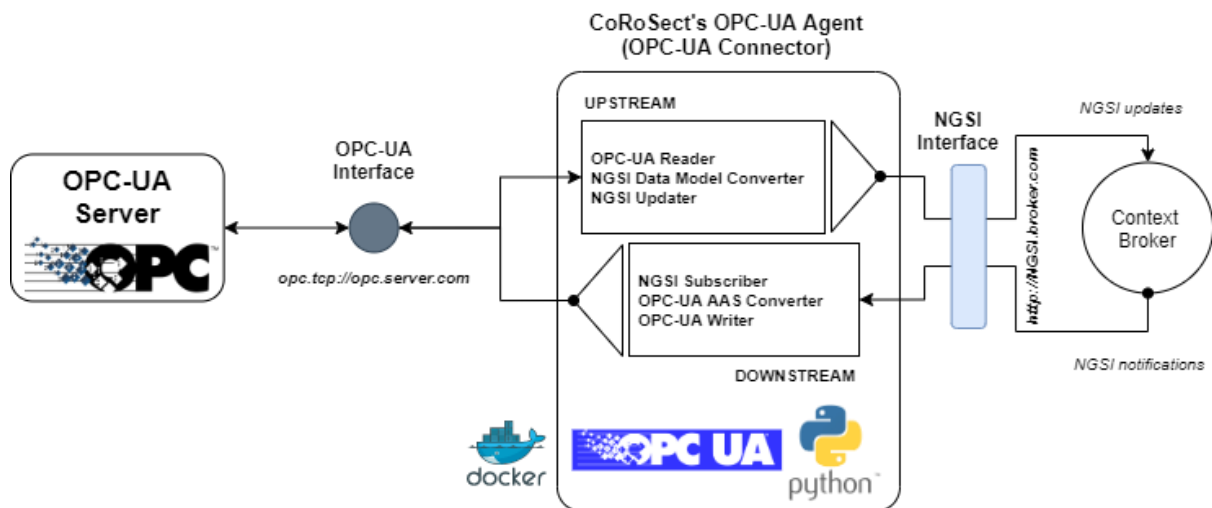 CoRoSect's OPC-UA Agent
(OPC-UA Connector)
UPSTREAM
OPC-UA Reader
NGSI Data Model Converter
NGSI Updater
NGSI
Interface
NGSI updates
http://NGSI.broker.com
Context
Broker
NGSI notifications
OPC-UA
Interface
opc.tcp://opc.server.com
OPC-UA
Server
OPC™
NGSI Subscriber
OPC-UA AAS Converter
OPC-UA Writer
DOWNSTREAM
docker
OPC UA
python™